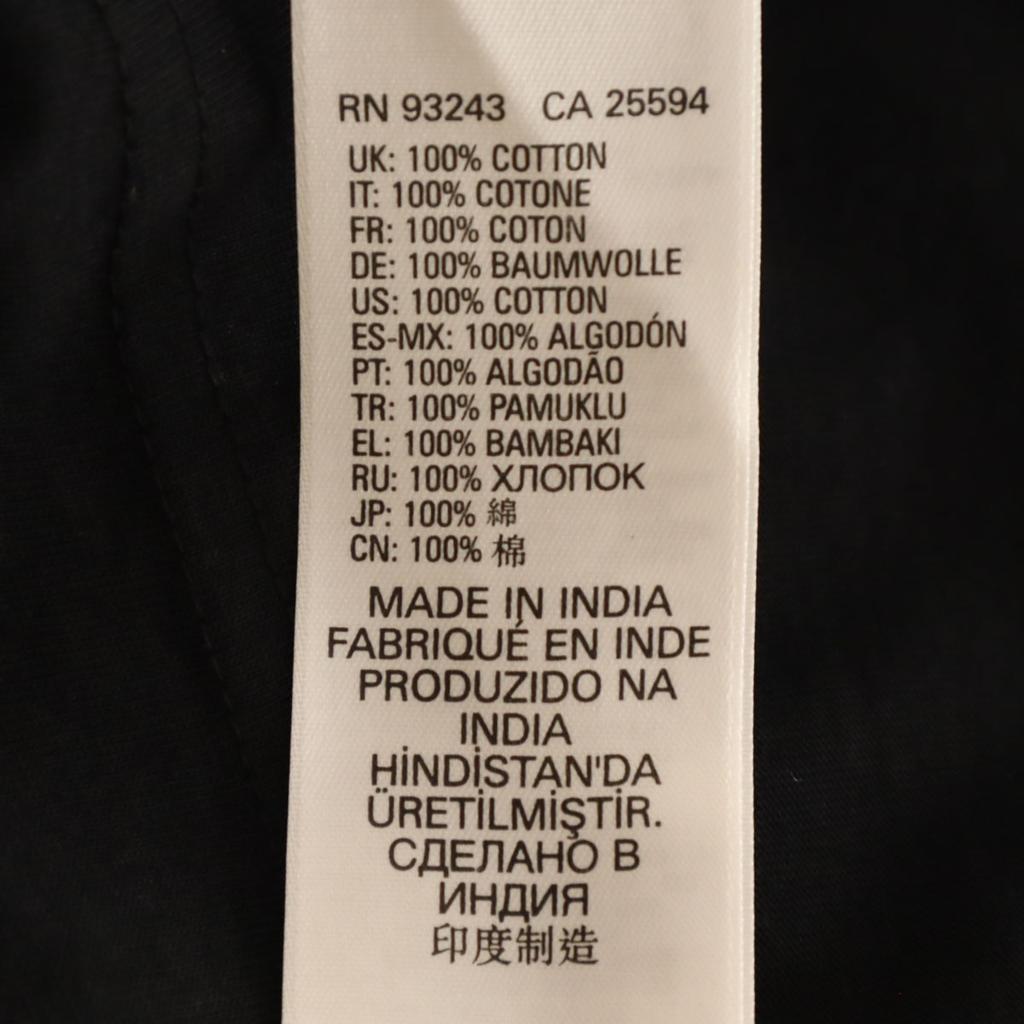 RN 93243 CA 25594
UK: 100% COTTON
IT: 100% COTONE
FR: 100% COTON
DE: 100% BAUMWOLLE
US: 100% COTTON
ES-MX: 100% ALGODÓN
PT: 100% ALGODÃO
TR: 100% PAMUKLU
EL: 100% BAMBAKI
RU: 100% ХЛОПОК
JP: 100% 綿
CN: 100% 棉
MADE IN INDIA
FABRIQUÉ EN INDE
PRODUZIDO NA
INDIA
HİNDİSTAN'DA
ÜRETİLMİŞTİR.
СДЕЛАНО В
ИНДИЯ
印度制造